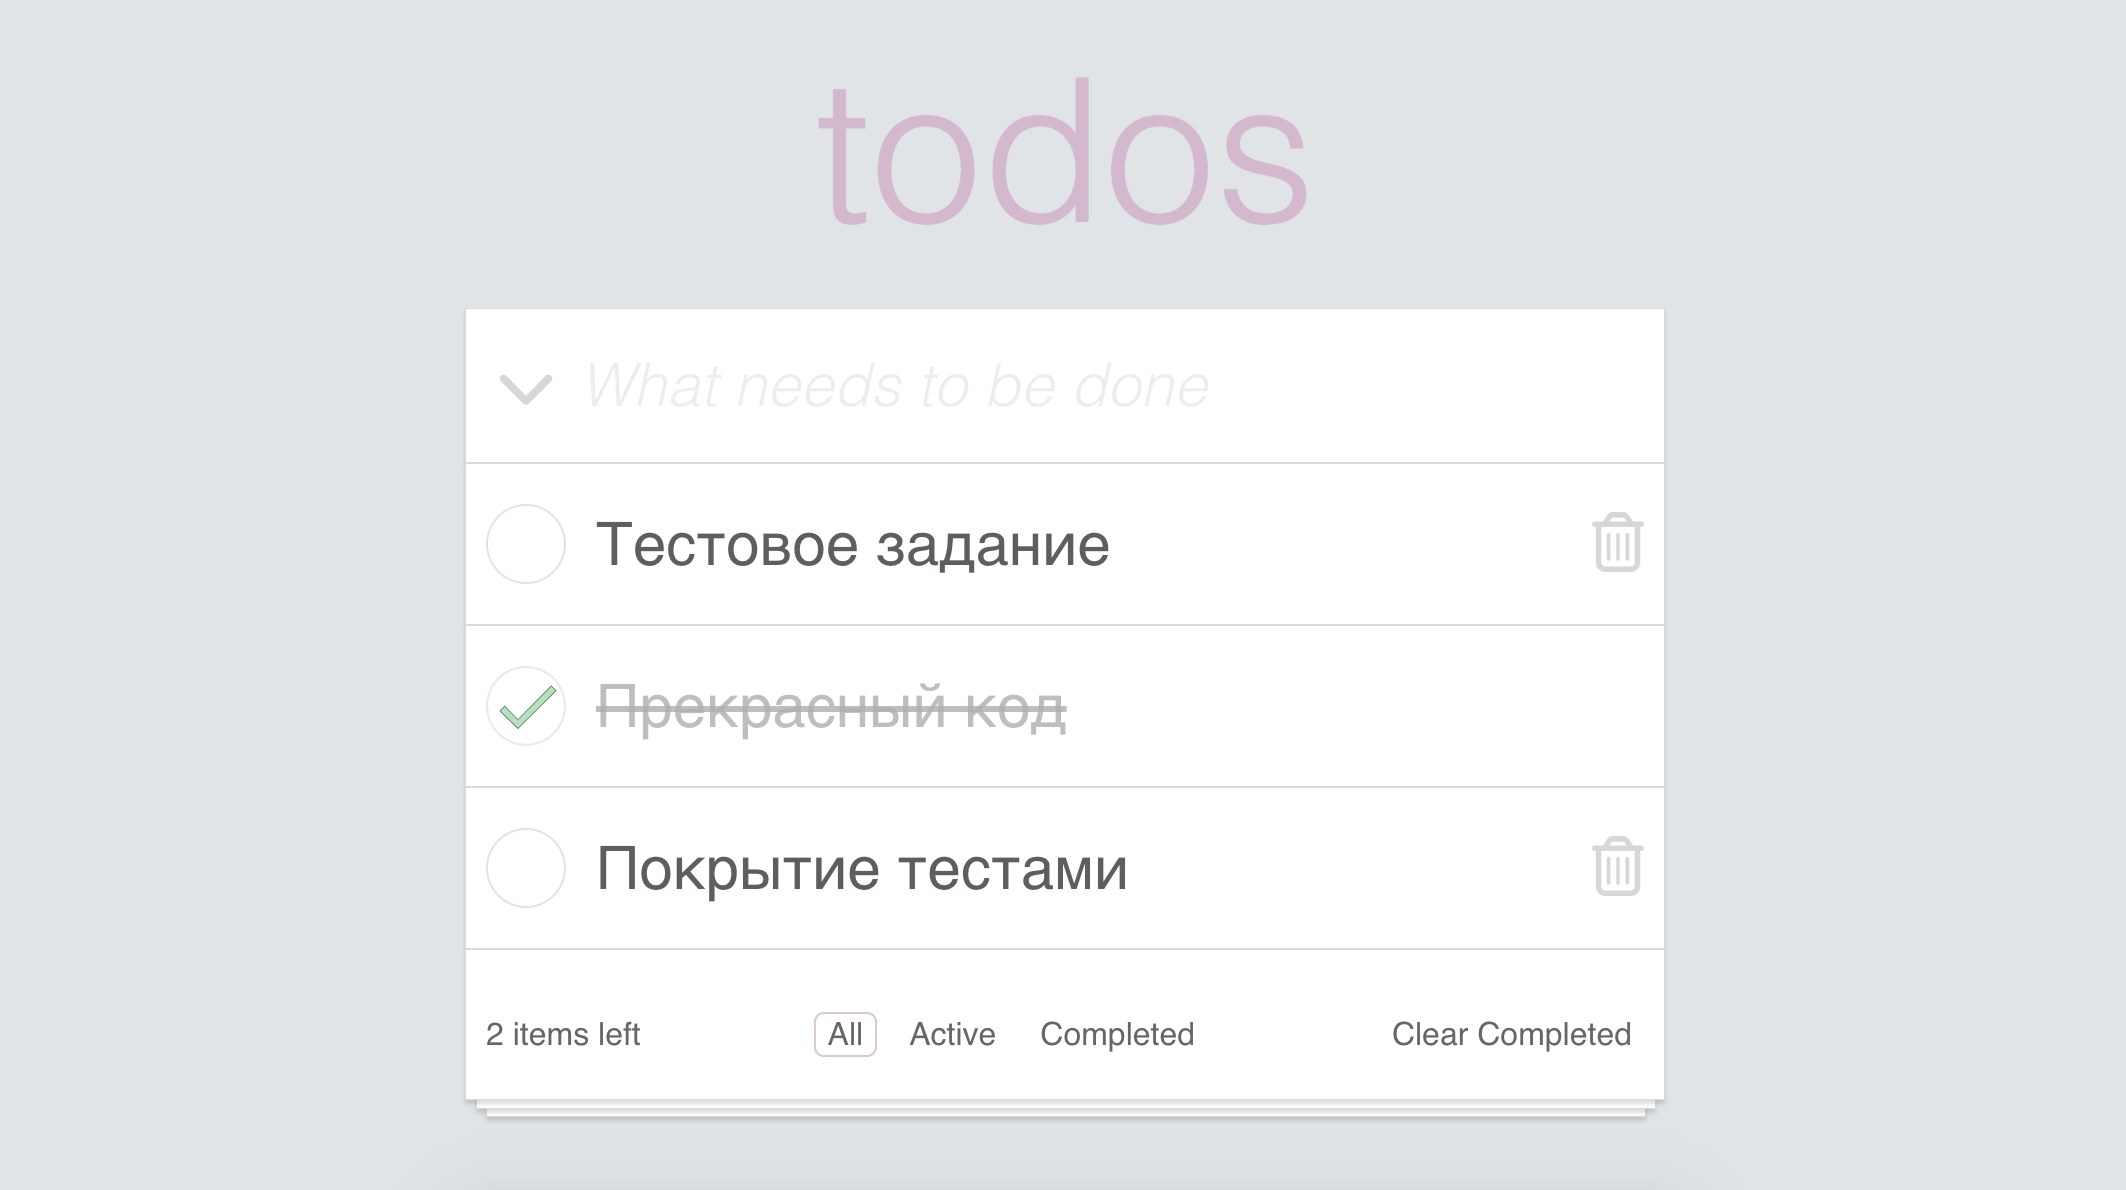 todos
What needs to be done
Тестовое задание
Прекрасный код
Покрытие тестами
2 items left All Active Completed Clear Completed